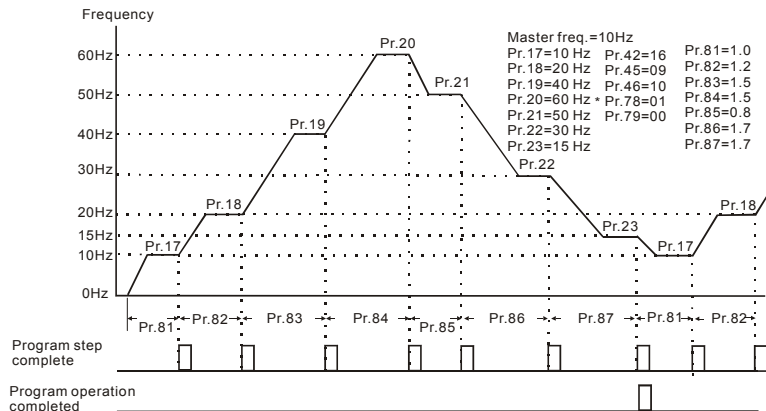 Frequency
Master freq.=10Hz
Pr.17=10 Hz Pr.42=16 Pr.81=1.0
Pr.18=20 Hz Pr.45=09 Pr.82=1.2
Pr.19=40 Hz Pr.46=10 Pr.83=1.5
Pr.20=60 Hz * Pr.78=01 Pr.84=1.5
Pr.21=50 Hz Pr.79=00 Pr.85=0.8
Pr.22=30 Hz Pr.86=1.7
Pr.23=15 Hz Pr.87=1.7
60Hz
50Hz
40Hz
30Hz
20Hz
15Hz
10Hz
0Hz
Pr.17
Pr.18
Pr.19
Pr.20
Pr.21
Pr.22
Pr.23
Pr.17
Pr.18
Pr.81 Pr.82 Pr.83 Pr.84 Pr.85 Pr.86 Pr.87 Pr.81 Pr.82
Program step
complete
Program operation
completed